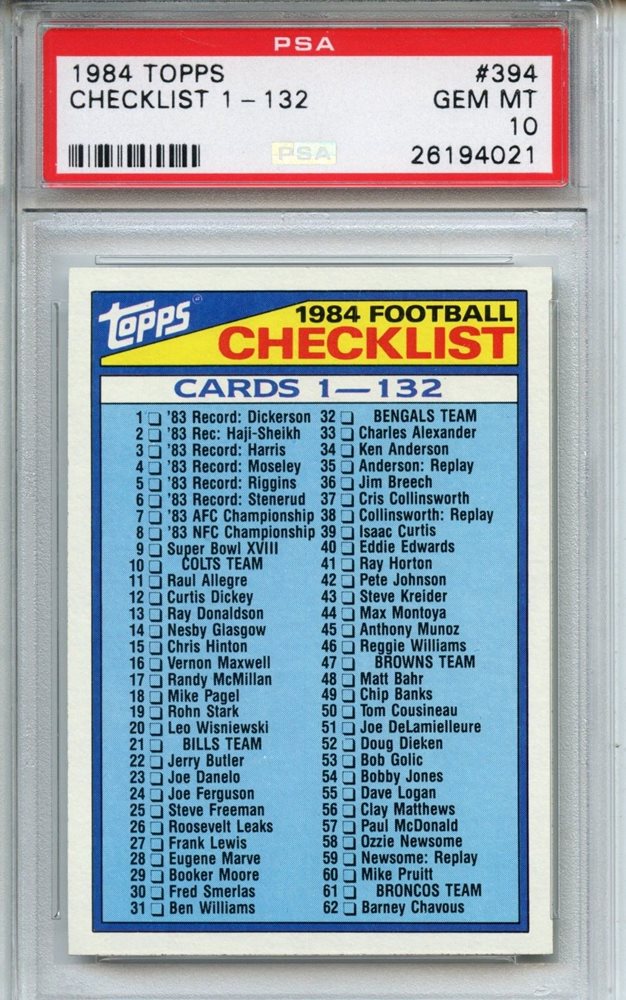 PSA
1984 TOPPS #394
CHECKLIST 1 - 132 GEM MT
10
PSA 26194021
Topps
1984 FOOTBALL
CHECKLIST
CARDS 1—132
1 '83 Record: Dickerson
2 '83 Rec: Haji-Sheikh
3 '83 Record: Harris
4 '83 Record: Moseley
5 '83 Record: Riggins
6 '83 Record: Stenerud
7 '83 AFC Championship
8 '83 NFC Championship
9 Super Bowl XVIII
10 COLTS TEAM
11 Raul Allegre
12 Curtis Dickey
13 Ray Donaldson
14 Nesby Glasgow
15 Chris Hinton
16 Vernon Maxwell
17 Randy McMillan
18 Mike Pagel
19 Rohn Stark
20 Leo Wisniewski
21 BILLS TEAM
22 Jerry Butler
23 Joe Danelo
24 Joe Ferguson
25 Steve Freeman
26 Roosevelt Leaks
27 Frank Lewis
28 Eugene Marve
29 Booker Moore
30 Fred Smerlas
31 Ben Williams
32 BENGALS TEAM
33 Charles Alexander
34 Ken Anderson
35 Anderson: Replay
36 Jim Breech
37 Cris Collinsworth
38 Collinsworth: Replay
39 Isaac Curtis
40 Eddie Edwards
41 Ray Horton
42 Pete Johnson
43 Steve Kreider
44 Max Montoya
45 Anthony Munoz
46 Reggie Williams
47 BROWNS TEAM
48 Matt Bahr
49 Chip Banks
50 Tom Cousineau
51 Joe DeLamielleure
52 Doug Dieken
53 Bob Golic
54 Bobby Jones
55 Dave Logan
56 Clay Matthews
57 Paul McDonald
58 Ozzie Newsome
59 Newsome: Replay
60 Mike Pruitt
61 BRONCOS TEAM
62 Barney Chavous